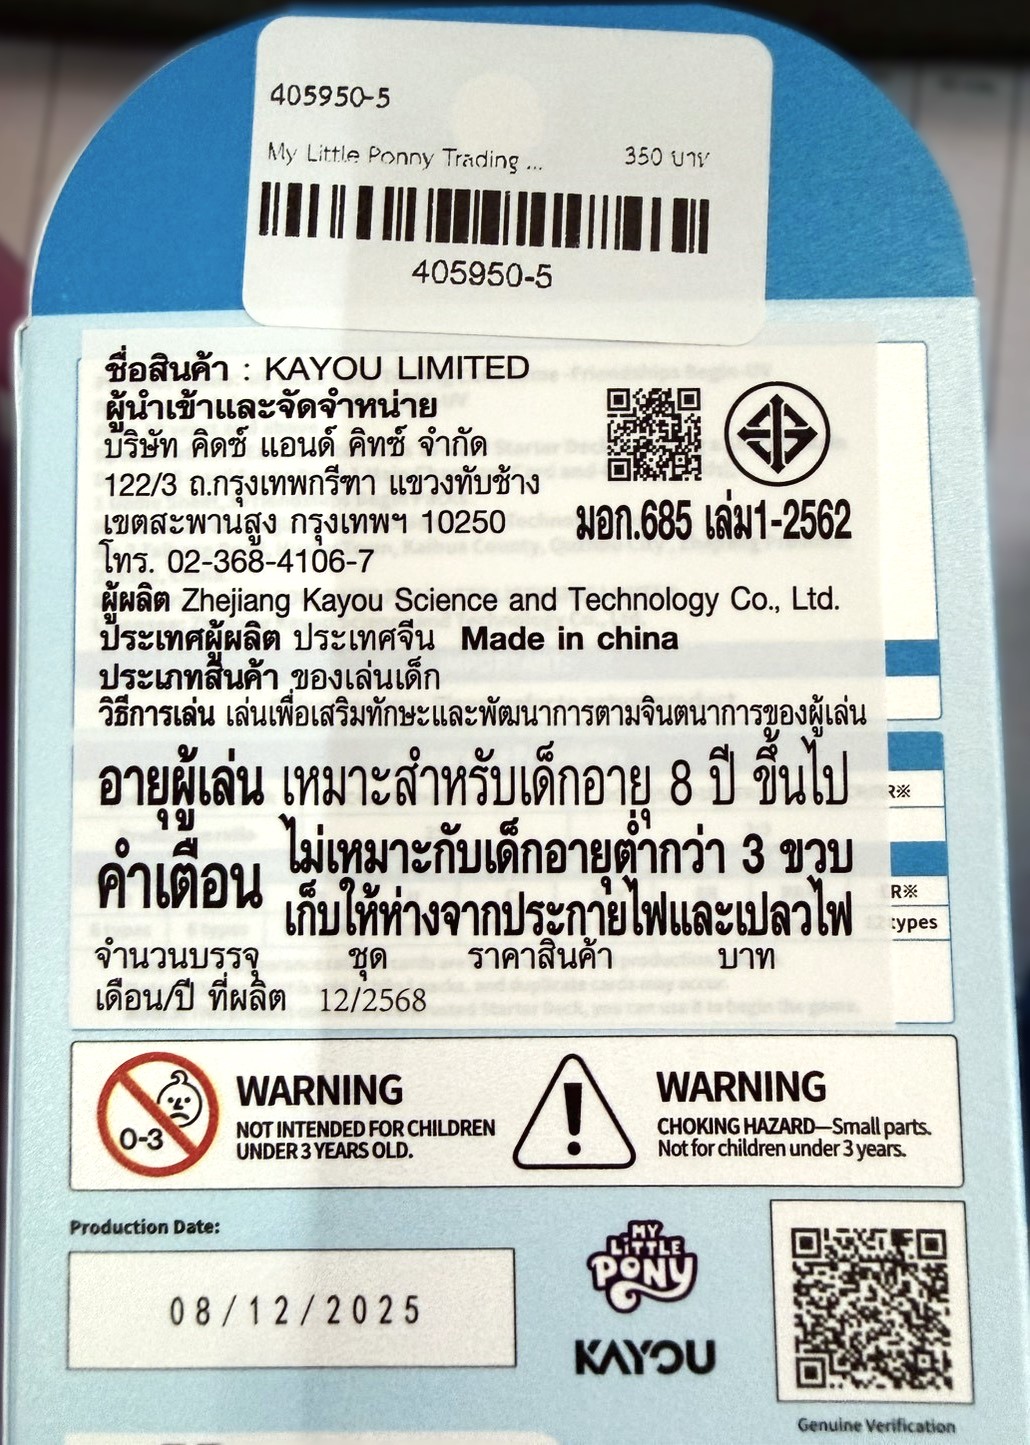 405950-5
My Little Ponny Trading ... 350 บาท
405950-5
ชื่อสินค้า : KAYOU LIMITED
ผู้นำเข้าและจัดจำหน่าย
บริษัท คิดซ์ แอนด์ คิทซ์ จำกัด
122/3 ถ.กรุงเทพกรีฑา แขวงทับช้าง
เขตสะพานสูง กรุงเทพฯ 10250
โทร. 02-368-4106-7
มอก.685 เล่ม1-2562
ผู้ผลิต Zhejiang Kayou Science and Technology Co., Ltd.
ประเทศผู้ผลิต ประเทศจีน Made in china
ประเภทสินค้า ของเล่นเด็ก
วิธีการเล่น เล่นเพื่อเสริมทักษะและพัฒนาการตามจินตนาการของผู้เล่น
อายุผู้เล่น เหมาะสำหรับเด็กอายุ 8 ปี ขึ้นไป
คำเตือน ไม่เหมาะกับเด็กอายุต่ำกว่า 3 ขวบ
เก็บให้ห่างจากประกายไฟและเปลวไฟ
จำนวนบรรจุ ชุด ราคาสินค้า บาท
เดือน/ปี ที่ผลิต 12/2568
R※
R※
types
0-3
WARNING
NOT INTENDED FOR CHILDREN
UNDER 3 YEARS OLD.
WARNING
CHOKING HAZARD—Small parts.
Not for children under 3 years.
Production Date:
08/12/2025
MY
LITTLE
PONY
KAYOU
Genuine Verification